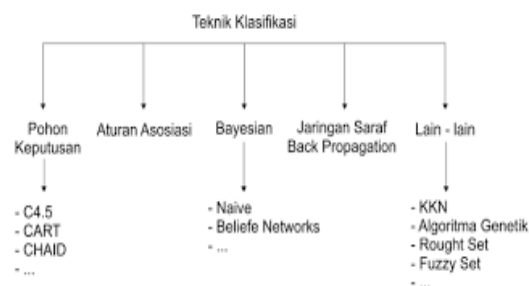 Teknik Klasifikasi
Pohon
Keputusan
Aturan Asosiasi
Bayesian
Jaringan Saraf
Back Propagation
Lain - lain
- C4.5
- CART
- CHAID
- ...
- Naive
- Beliefe Networks
- ...
- KKN
- Algoritma Genetik
- Rought Set
- Fuzzy Set
- ...